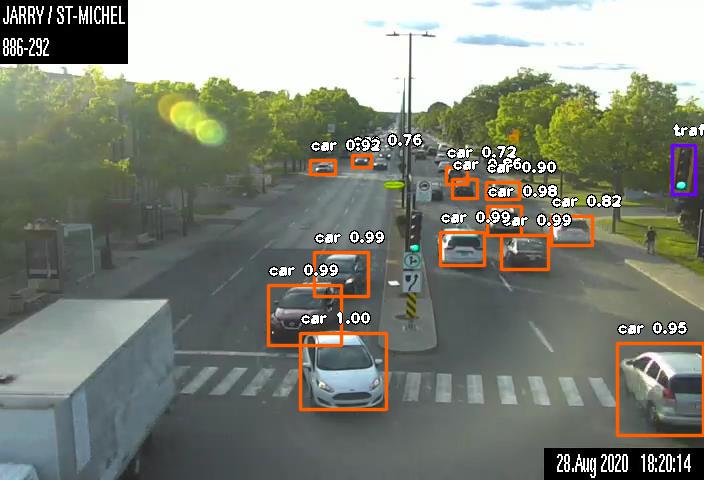 JARRY / ST-MICHEL
886-292
traf
car 0.92
0.76
car 0.72
car 0.90
car 0.98
car 0.82
car 0.99
0.99
car 0.99
car 0.99
car 1.00
car 0.95
28.Aug 2020 18:20:14